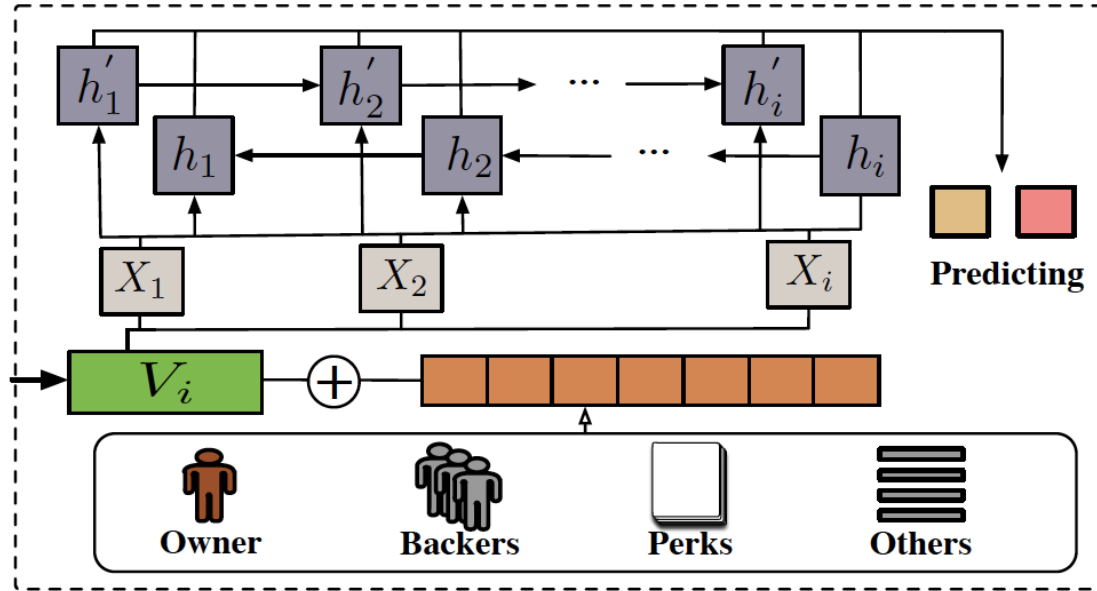 h'₁ h'₂ ... h'ᵢ
h₁ h₂ ... hᵢ
X₁ X₂ Xᵢ
Predicting
Vᵢ +
Owner Backers Perks Others